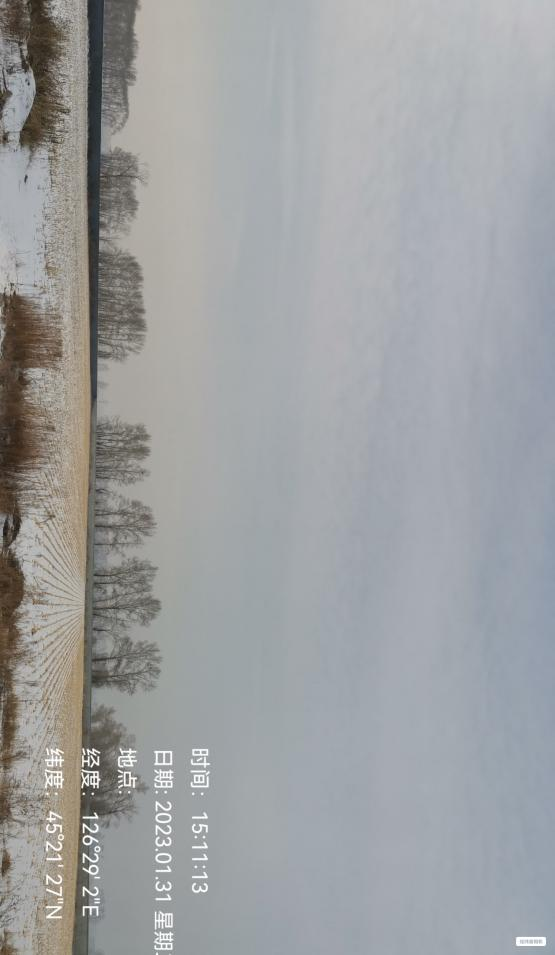 时间： 15:11:13
日期: 2023.01.31 星期
地点:
经度： 126°29′ 2"E
纬度： 45°21′ 27"N